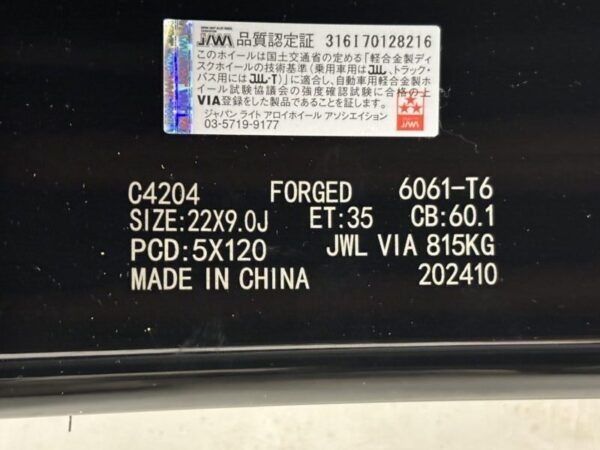 JAWA 品質認定証 316I70128216
このホイールは国土交通省の定める「軽合金製ディ
スクホイールの技術基準(乗用車用はJWL、トラック・
バス用にはJWL-T)」に適合し、自動車用軽合金製ホ
イール試験協議会の強度確認試験に合格の上
VIA登録をした製品であることを証します。
ジャパン ライト アロイホイール アソシエイション
03-5719-9177
JAWA
C4204 FORGED 6061-T6
SIZE:22X9.0J ET:35 CB:60.1
PCD:5X120 JWL VIA 815KG
MADE IN CHINA 202410